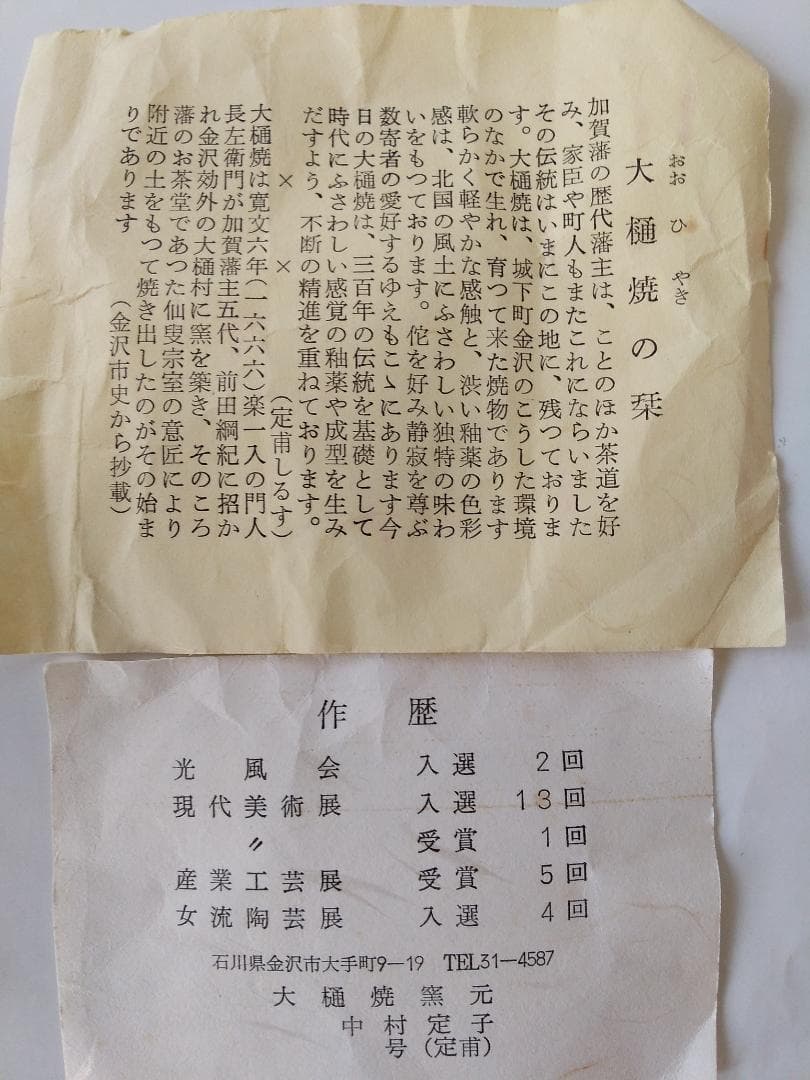 大樋焼の栞
おおひやき
加賀藩の歴代藩主は、ことのほか茶道を好
み、家臣や町人もまたこれにならいました
その伝統はいまにこの地に、残つておりま
す。大樋焼は、城下町金沢のこうした環境
のなかで生れ、育つて来た焼物であります
軟らかく軽やかな感触と、渋い釉薬の色彩
感は、北国の風土にふさわしい独特の味わ
いをもつております。侘を好み静寂を尊ぶ
数寄者の愛好するゆえもこゝにあります今
日の大樋焼は、三百年の伝統を基礎として
時代にふさわしい感覚の釉薬や成型を生み
だすよう、不断の精進を重ねております。
× × (定甫しるす)
大樋焼は寛文六年(一六六六)楽一入の門人
長左衛門が加賀藩主五代、前田綱紀に招か
れ金沢効外の大樋村に窯を築き、そのころ
藩のお茶堂であつた仙叟宗室の意匠により
附近の土をもつて焼き出したのがその始ま
りであります
(金沢市史から抄載)
作歴
光風会 入選 2回
現代美術展 入選 13回
〃 受賞 1回
産業工芸展 受賞 5回
女流陶芸展 入選 4回
石川県金沢市大手町9—19 TEL31—4587
大樋焼窯元
中村定子
号(定甫)